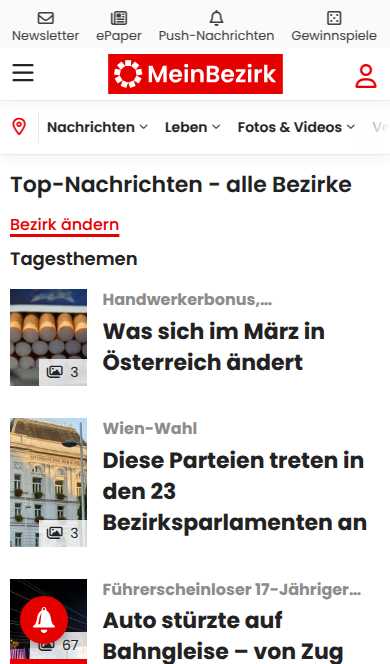 Newsletter ePaper Push-Nachrichten Gewinnspiele
MeinBezirk
Nachrichten Leben Fotos & Videos
Top-Nachrichten - alle Bezirke
Bezirk ändern
Tagesthemen
Handwerkerbonus,...
Was sich im März in
Österreich ändert
3
Wien-Wahl
Diese Parteien treten in
den 23
Bezirksparlamenten an
3
Führerscheinloser 17-Jähriger...
Auto stürzte auf
Bahngleise – von Zug
67